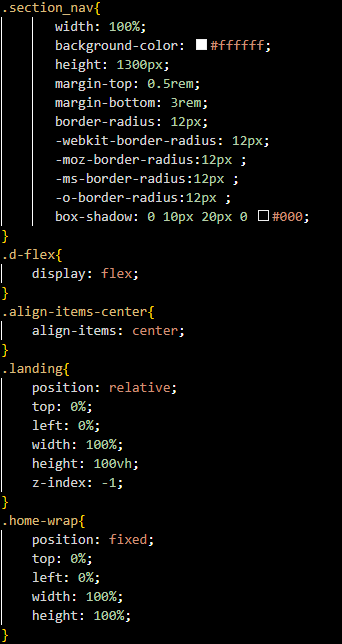 .section_nav{
width: 100%;
background-color: #ffffff;
height: 1300px;
margin-top: 0.5rem;
margin-bottom: 3rem;
border-radius: 12px;
-webkit-border-radius: 12px;
-moz-border-radius:12px ;
-ms-border-radius:12px ;
-o-border-radius:12px ;
box-shadow: 0 10px 20px 0 #000;
}
.d-flex{
display: flex;
}
.align-items-center{
align-items: center;
}
.landing{
position: relative;
top: 0%;
left: 0%;
width: 100%;
height: 100vh;
z-index: -1;
}
.home-wrap{
position: fixed;
top: 0%;
left: 0%;
width: 100%;
height: 100%;
}